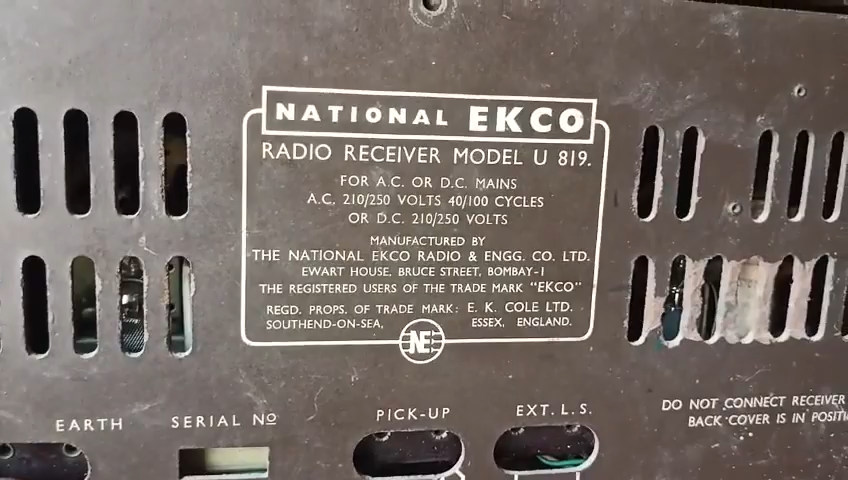 NATIONAL EKCO
RADIO RECEIVER MODEL U 819.
FOR A.C. OR D.C. MAINS
A.C. 210/250 VOLTS 40/100 CYCLES
OR D.C. 210/250 VOLTS
MANUFACTURED BY
THE NATIONAL EKCO RADIO & ENGG. CO. LTD.
EWART HOUSE, BRUCE STREET, BOMBAY-1
THE REGISTERED USERS OF THE TRADE MARK "EKCO"
REGD. PROPS. OF TRADE MARK: E. K. COLE LTD.
SOUTHEND-ON-SEA, ESSEX, ENGLAND.
NE
EARTH
SERIAL Nº
PICK-UP
EXT. L.S.
DO NOT CONNECT RECEIVER
BACK COVER IS IN POSITI